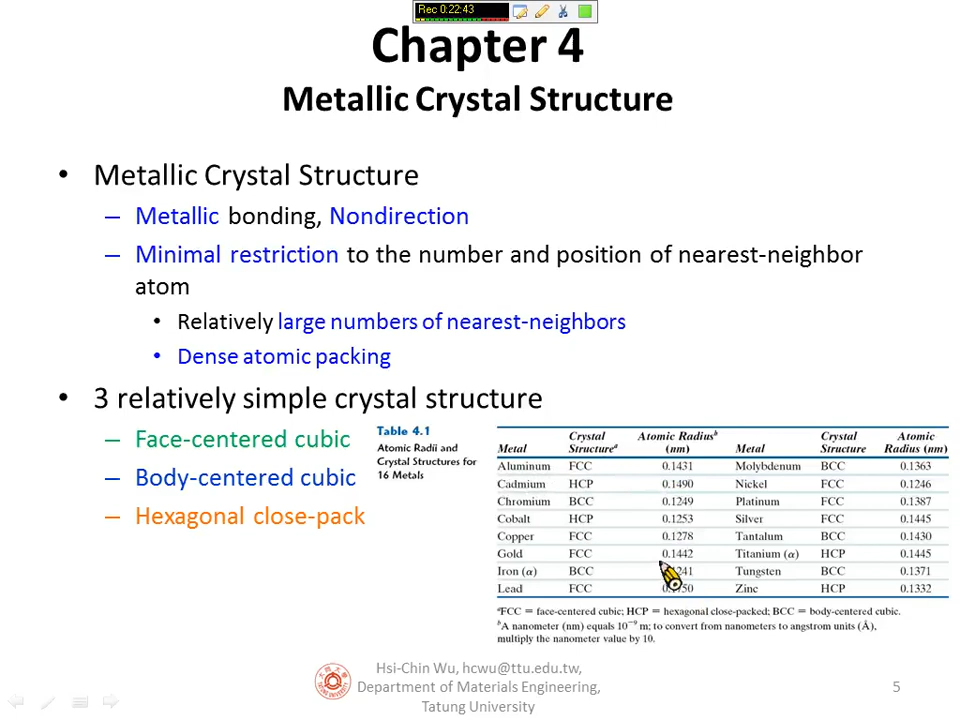 Rec 0:22:43
Chapter 4
Metallic Crystal Structure
• Metallic Crystal Structure
– Metallic bonding, Nondirection
– Minimal restriction to the number and position of nearest-neighbor
atom
• Relatively large numbers of nearest-neighbors
• Dense atomic packing
• 3 relatively simple crystal structure
– Face-centered cubic
– Body-centered cubic
– Hexagonal close-pack
Table 4.1
Atomic Radii and
Crystal Structures for
16 Metals
Metal Crystal Structureᵃ Atomic Radiusᵇ (nm) Metal Crystal Structure Atomic Radius (nm)
Aluminum FCC 0.1431 Molybdenum BCC 0.1363
Cadmium HCP 0.1490 Nickel FCC 0.1246
Chromium BCC 0.1249 Platinum FCC 0.1387
Cobalt HCP 0.1253 Silver FCC 0.1445
Copper FCC 0.1278 Tantalum BCC 0.1430
Gold FCC 0.1442 Titanium (α) HCP 0.1445
Iron (α) BCC Tungsten BCC 0.1371
Lead FCC Zinc HCP 0.1332
ᵃFCC = face-centered cubic; HCP = hexagonal close-packed; BCC = body-centered cubic.
ᵇA nanometer (nm) equals 10⁻⁹ m; to convert from nanometers to angstrom units (Å),
multiply the nanometer value by 10.
Hsi-Chin Wu, hcwu@ttu.edu.tw,
Department of Materials Engineering,
Tatung University
5